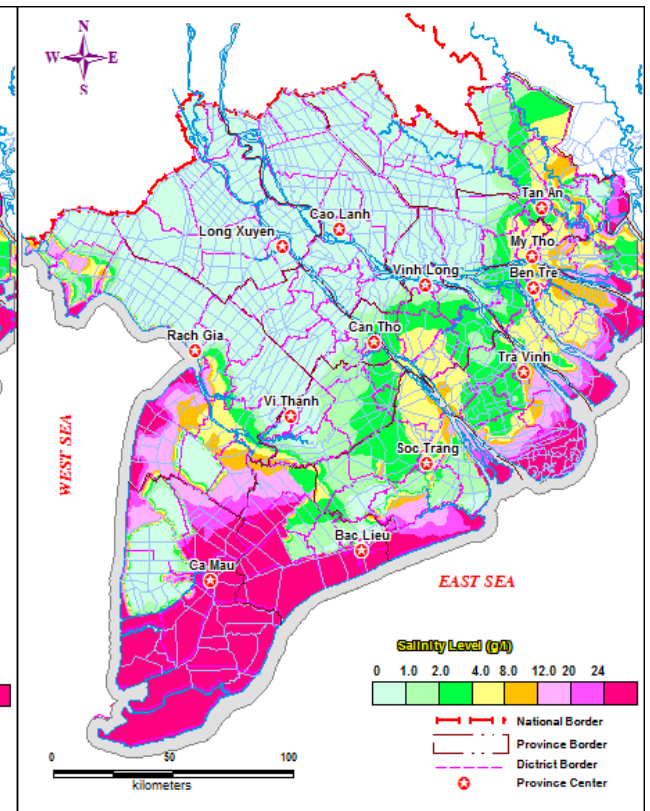 N
W E
S
Tan An
Cao Lanh
Long Xuyen
My Tho
Ben Tre
Vinh Long
Can Tho
Rach Gia
Tra Vinh
Vi Thanh
Soc Trang
WEST SEA
Bac Lieu
Ca Mau
EAST SEA
Salinity Level (g/l)
0 1.0 2.0 4.0 8.0 12.0 20 24
National Border
Province Border
District Border
Province Center
0 50 100
kilometers